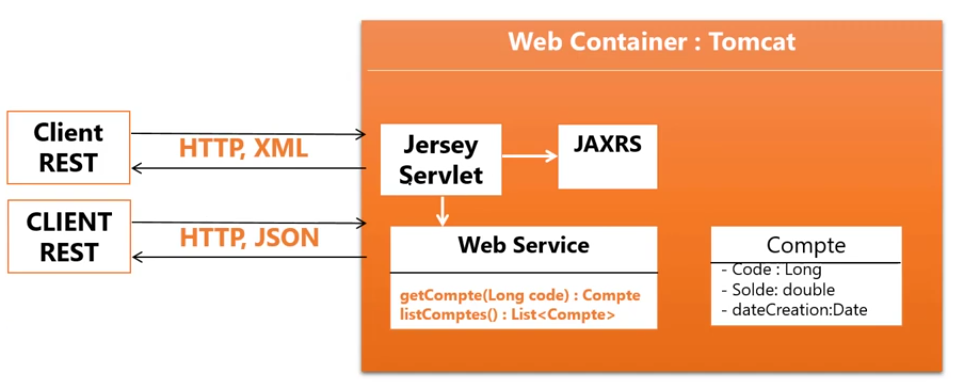 Web Container : Tomcat
Client
REST
HTTP, XML
Jersey
Servlet
JAXRS
CLIENT
REST
HTTP, JSON
Web Service
getCompte(Long code) : Compte
listComptes() : List<Compte>
Compte
- Code : Long
- Solde: double
- dateCreation:Date